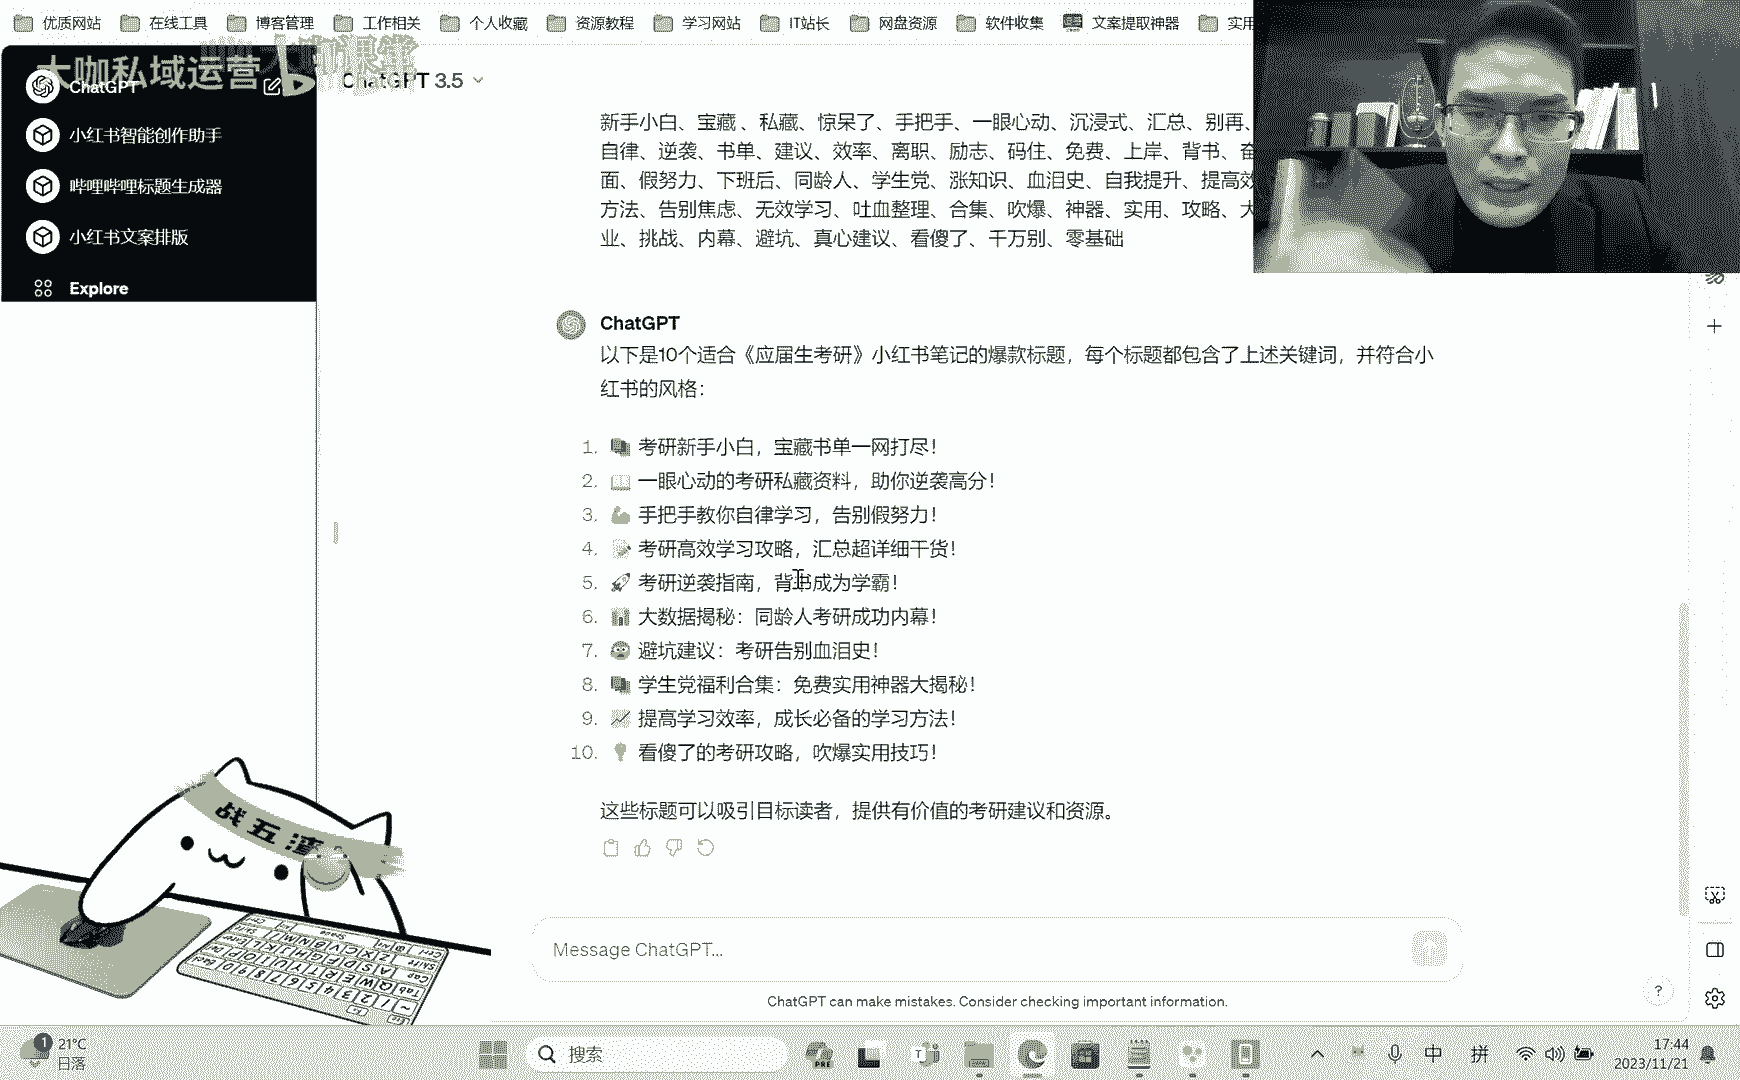 优质网站 在线工具 博客管理 工作相关 个人收藏 资源教程 学习网站 IT站长 网盘资源 软件收集 文案提取神器 实用
大咖私域运营
ChatGPT
小红书智能创作助手
哔哩哔哩标题生成器
小红书文案排版
Explore
ChatGPT 3.5
新手小白、宝藏、私藏、惊呆了、手把手、一眼心动、沉浸式、汇总、别再、
自律、逆袭、书单、建议、效率、离职、励志、码住、免费、上岸、背书、奋
面、假努力、下班后、同龄人、学生党、涨知识、血泪史、自我提升、提高效
方法、告别焦虑、无效学习、吐血整理、合集、吹爆、神器、实用、攻略、大
业、挑战、内幕、避坑、真心建议、看傻了、千万别、零基础
ChatGPT
以下是10个适合《应届生考研》小红书笔记的爆款标题，每个标题都包含了上述关键词，并符合小
红书的风格：
1. 考研新手小白，宝藏书单一网打尽！
2. 一眼心动的考研私藏资料，助你逆袭高分！
3. 手把手教你自律学习，告别假努力！
4. 考研高效学习攻略，汇总超详细干货！
5. 考研逆袭指南，背书成为学霸！
6. 大数据揭秘：同龄人考研成功内幕！
7. 避坑建议：考研告别血泪史！
8. 学生党福利合集：免费实用神器大揭秘！
9. 提高学习效率，成长必备的学习方法！
10. 看傻了的考研攻略，吹爆实用技巧！
这些标题可以吸引目标读者，提供有价值的考研建议和资源。
战五渣
Message ChatGPT...
ChatGPT can make mistakes. Consider checking important information.
?
1
21°C
日落
搜索
PRE
中
拼
17:44
2023/11/21